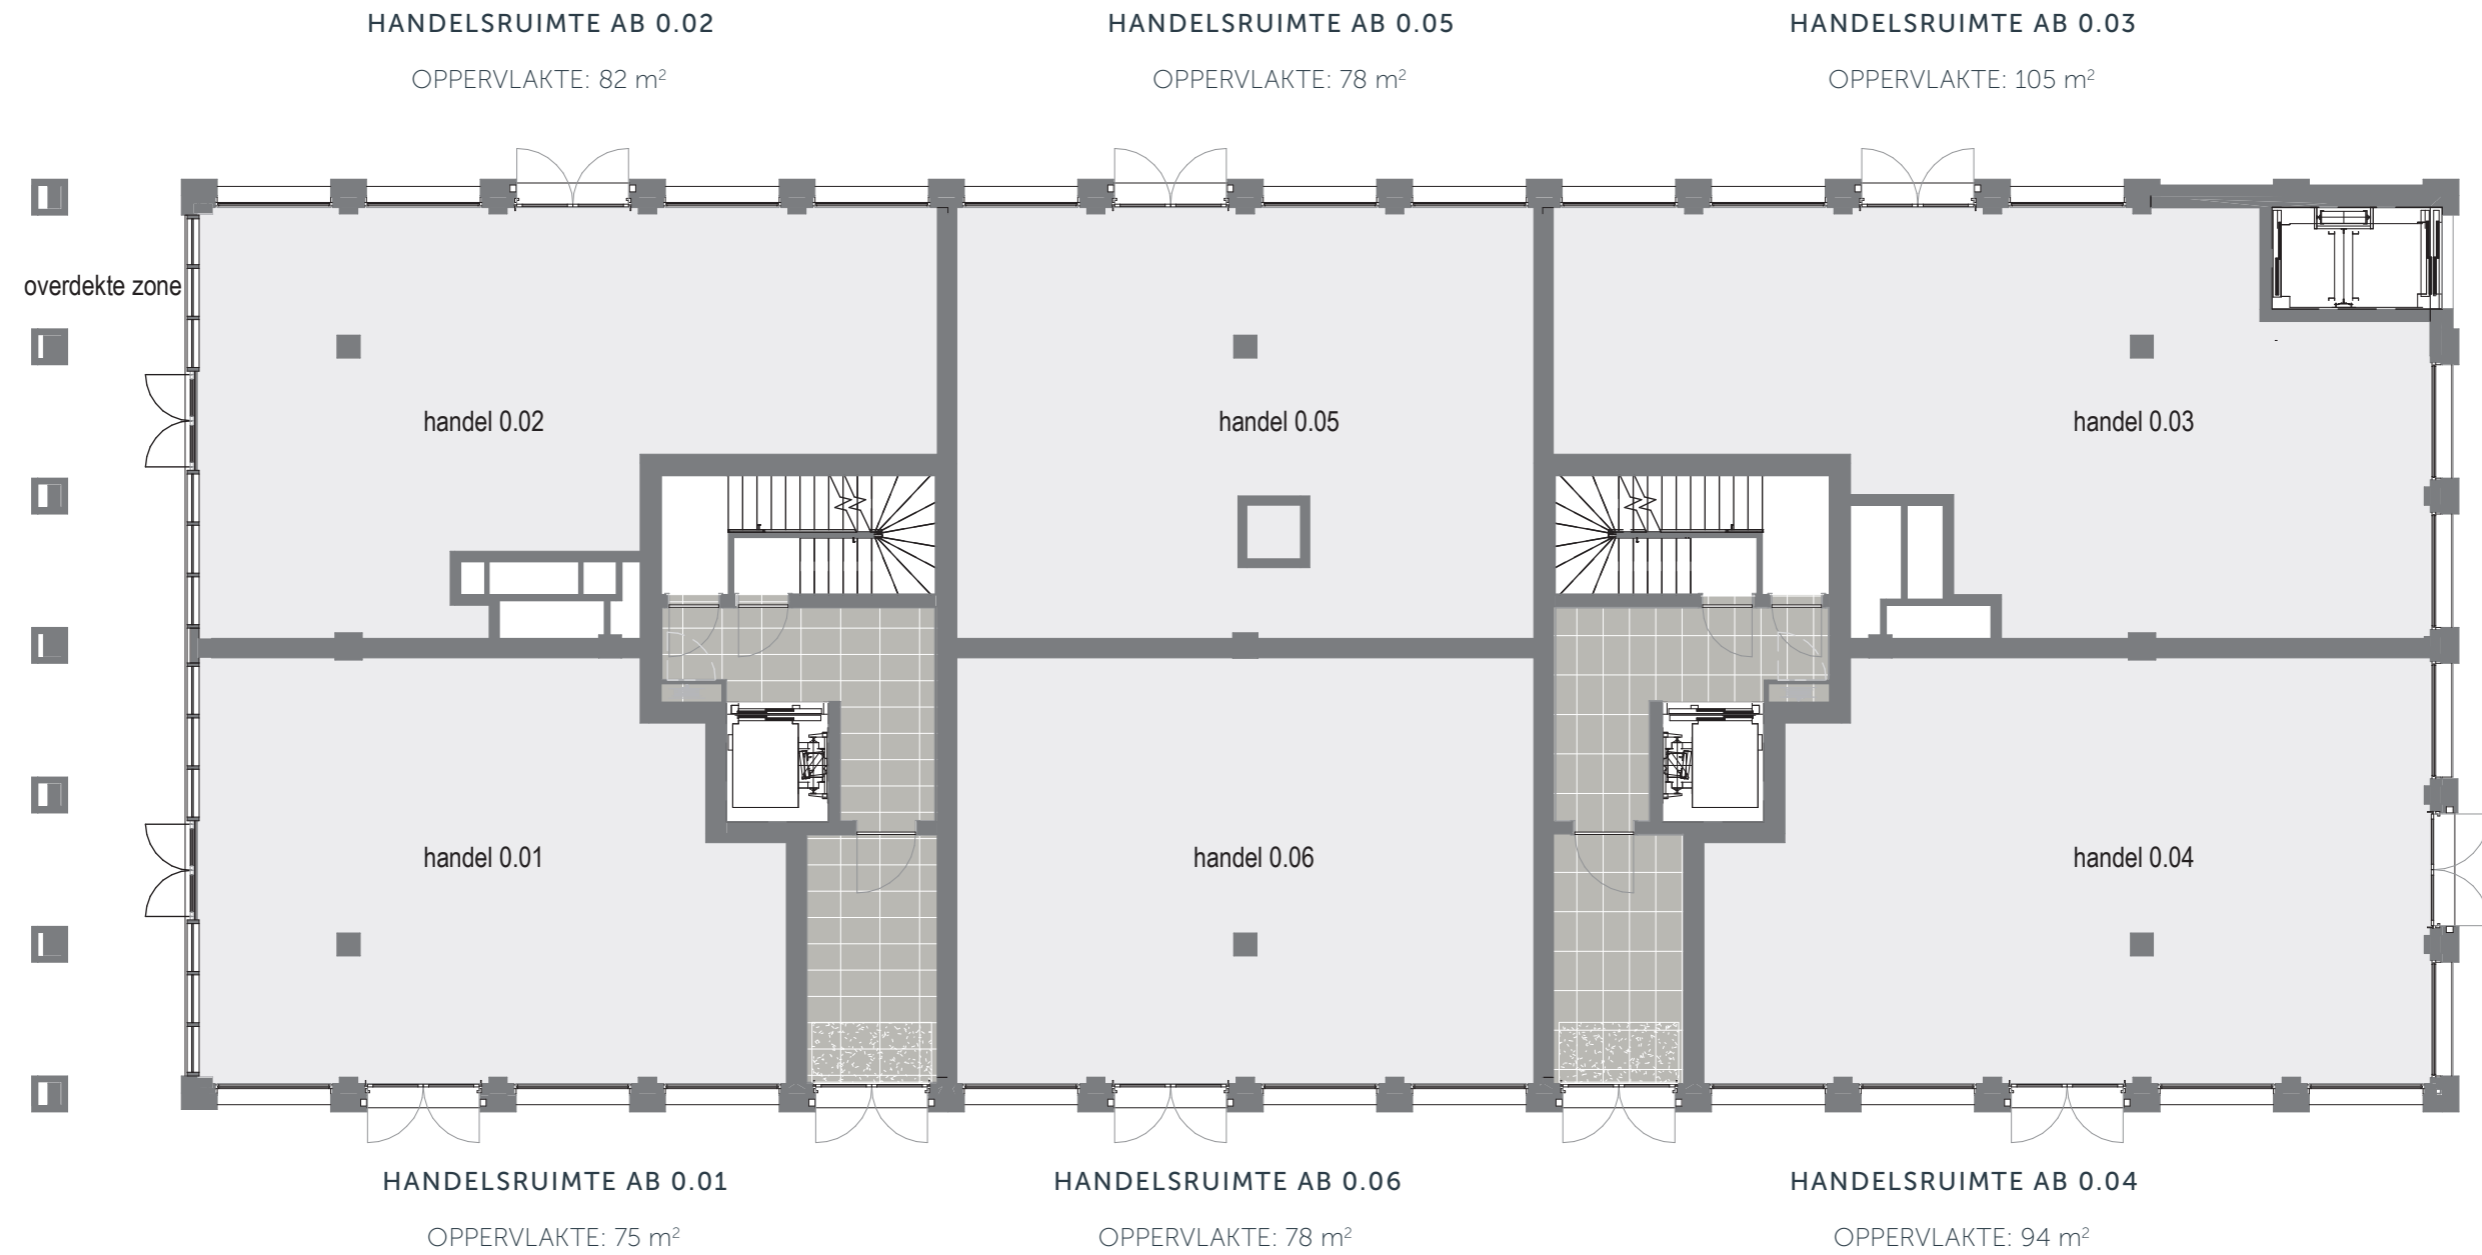 HANDELSRUIMTE AB 0.02
OPPERVLAKTE: 82 m²
HANDELSRUIMTE AB 0.05
OPPERVLAKTE: 78 m²
HANDELSRUIMTE AB 0.03
OPPERVLAKTE: 105 m²
overdekte zone
handel 0.02
handel 0.05
handel 0.03
handel 0.01
handel 0.06
handel 0.04
HANDELSRUIMTE AB 0.01
OPPERVLAKTE: 75 m²
HANDELSRUIMTE AB 0.06
OPPERVLAKTE: 78 m²
HANDELSRUIMTE AB 0.04
OPPERVLAKTE: 94 m²